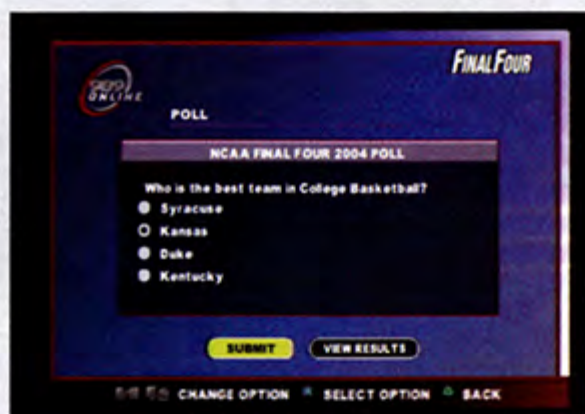 FINAL FOUR
ONLINE
POLL
NCAA FINAL FOUR 2004 POLL
Who is the best team in College Basketball?
Syracuse
Kansas
Duke
Kentucky
SUBMIT
VIEW RESULTS
CHANGE OPTION SELECT OPTION BACK